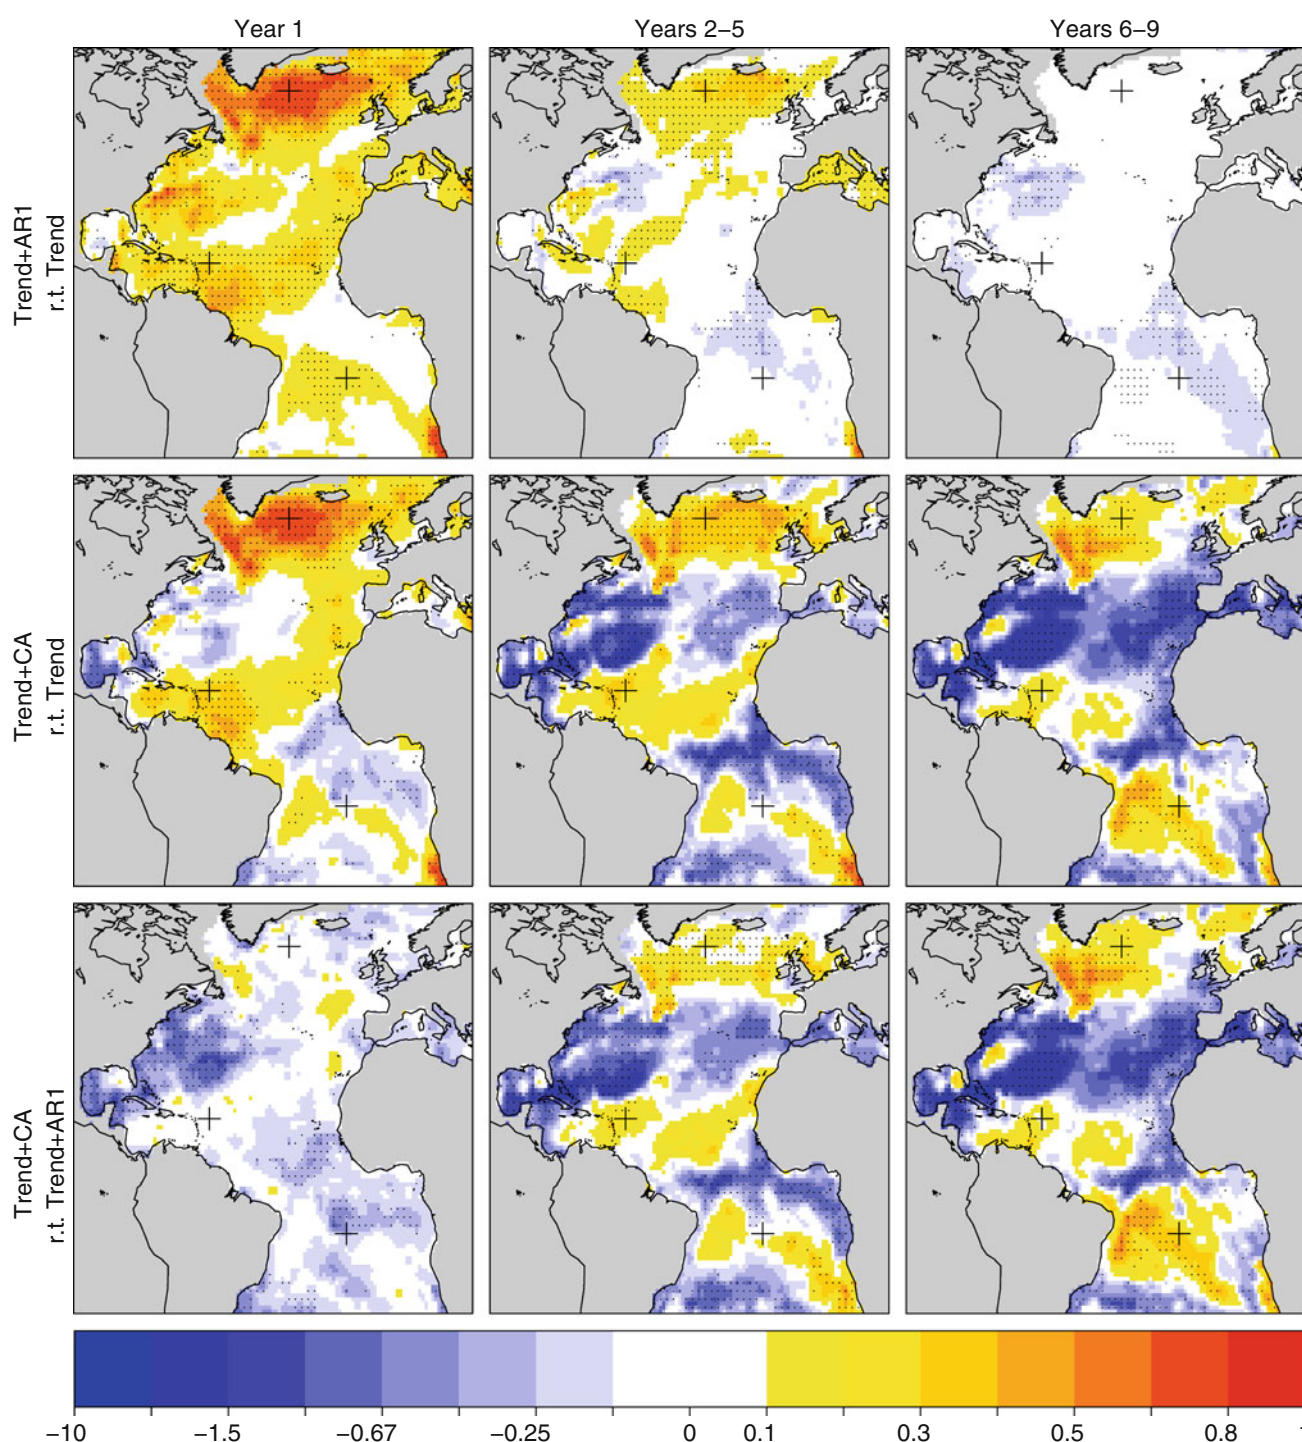 Year 1 Years 2–5 Years 6–9
Trend+AR1
r.t. Trend
Trend+CA
r.t. Trend
Trend+CA
r.t. Trend+AR1
−10 −1.5 −0.67 −0.25 0 0.1 0.3 0.5 0.8